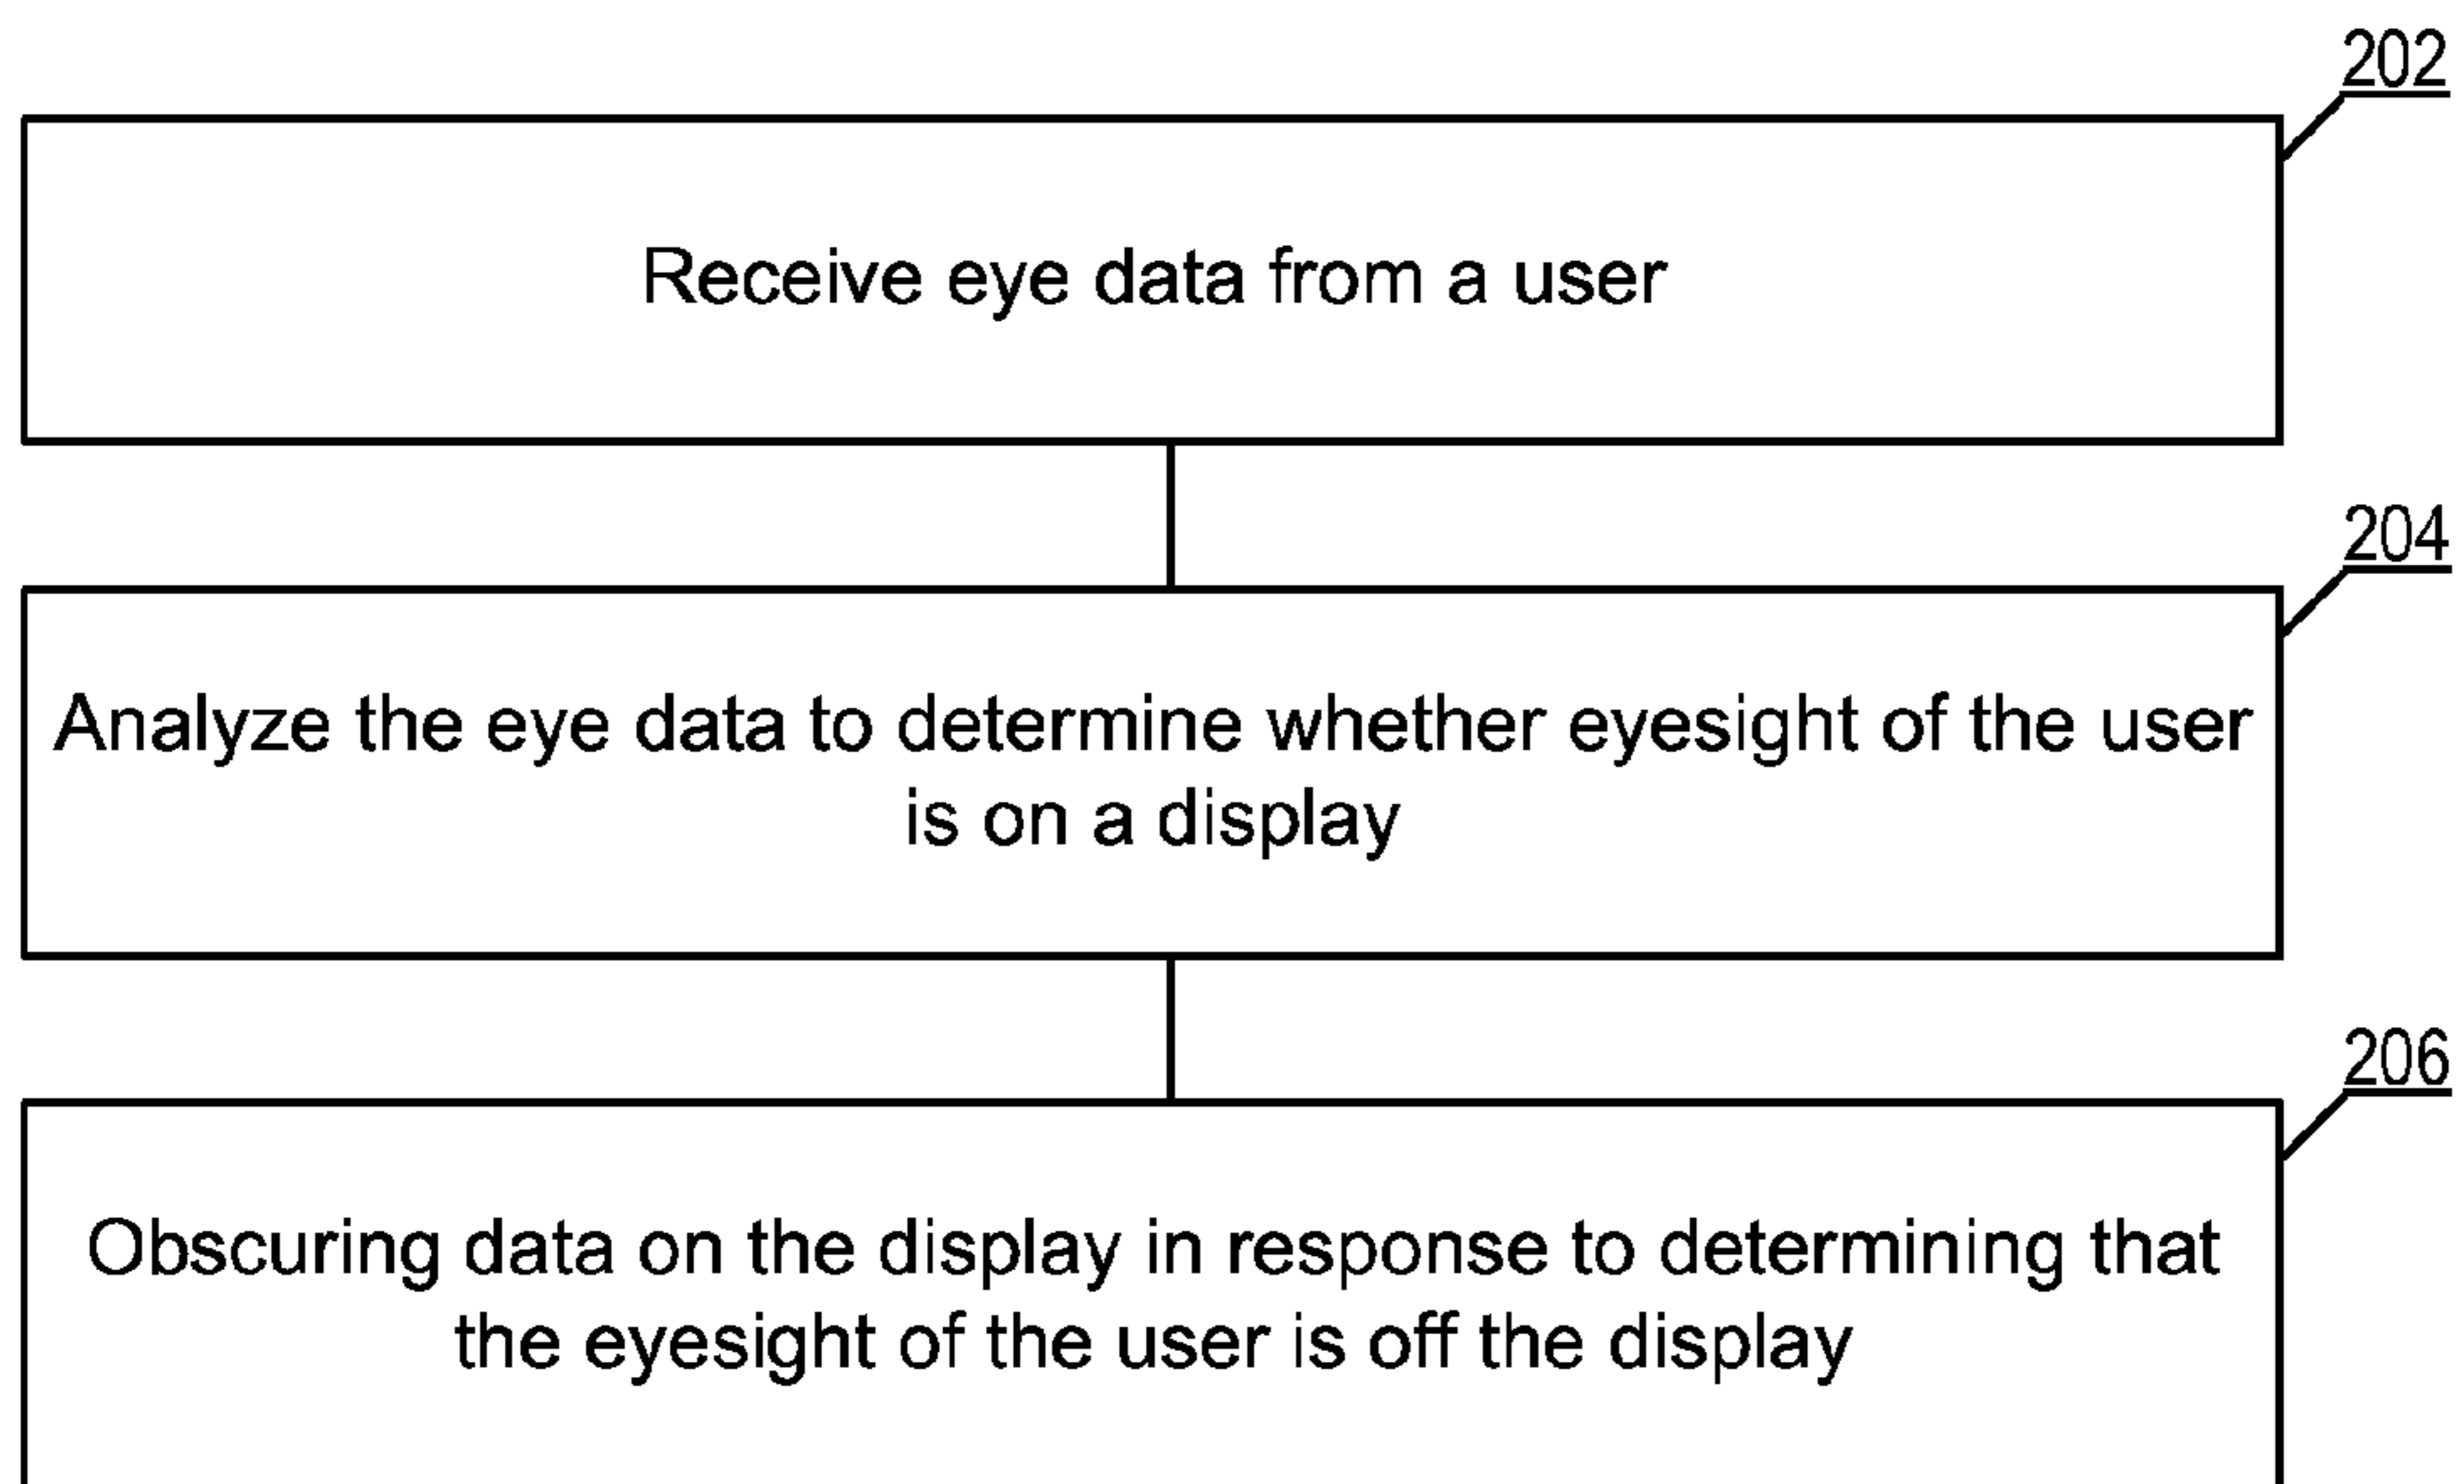 202
Receive eye data from a user
204
Analyze the eye data to determine whether eyesight of the user
is on a display
206
Obscuring data on the display in response to determining that
the eyesight of the user is off the display